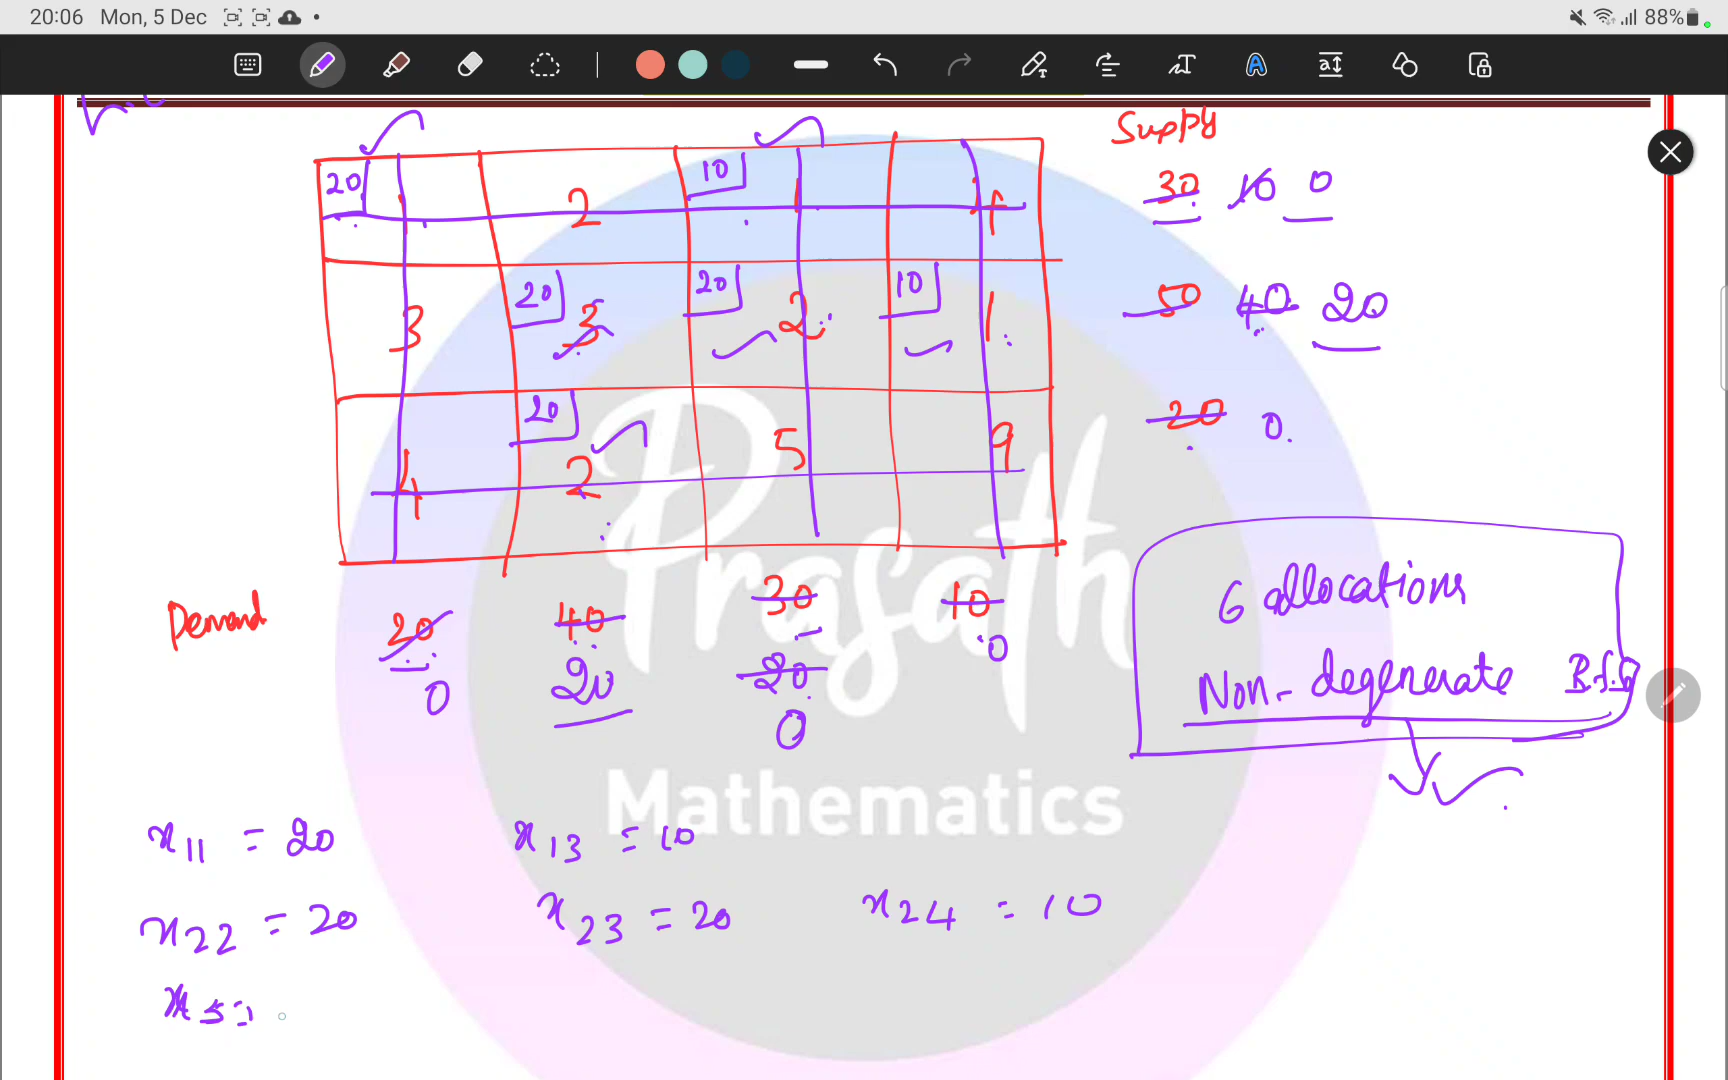 20:06 Mon, 5 Dec 88%
Supply
20 1 2 10 1 4 30 10 0
3 20 3 20 2 10 1 50 40 20
4 20 2 5 9 20 0
Demand 20 40 30 10
0 20 20 0
0
6 allocations
Non-degenerate B.f.S
Prasath
Mathematics
x11 = 20 x13 = 10
x22 = 20 x23 = 20 x24 = 10